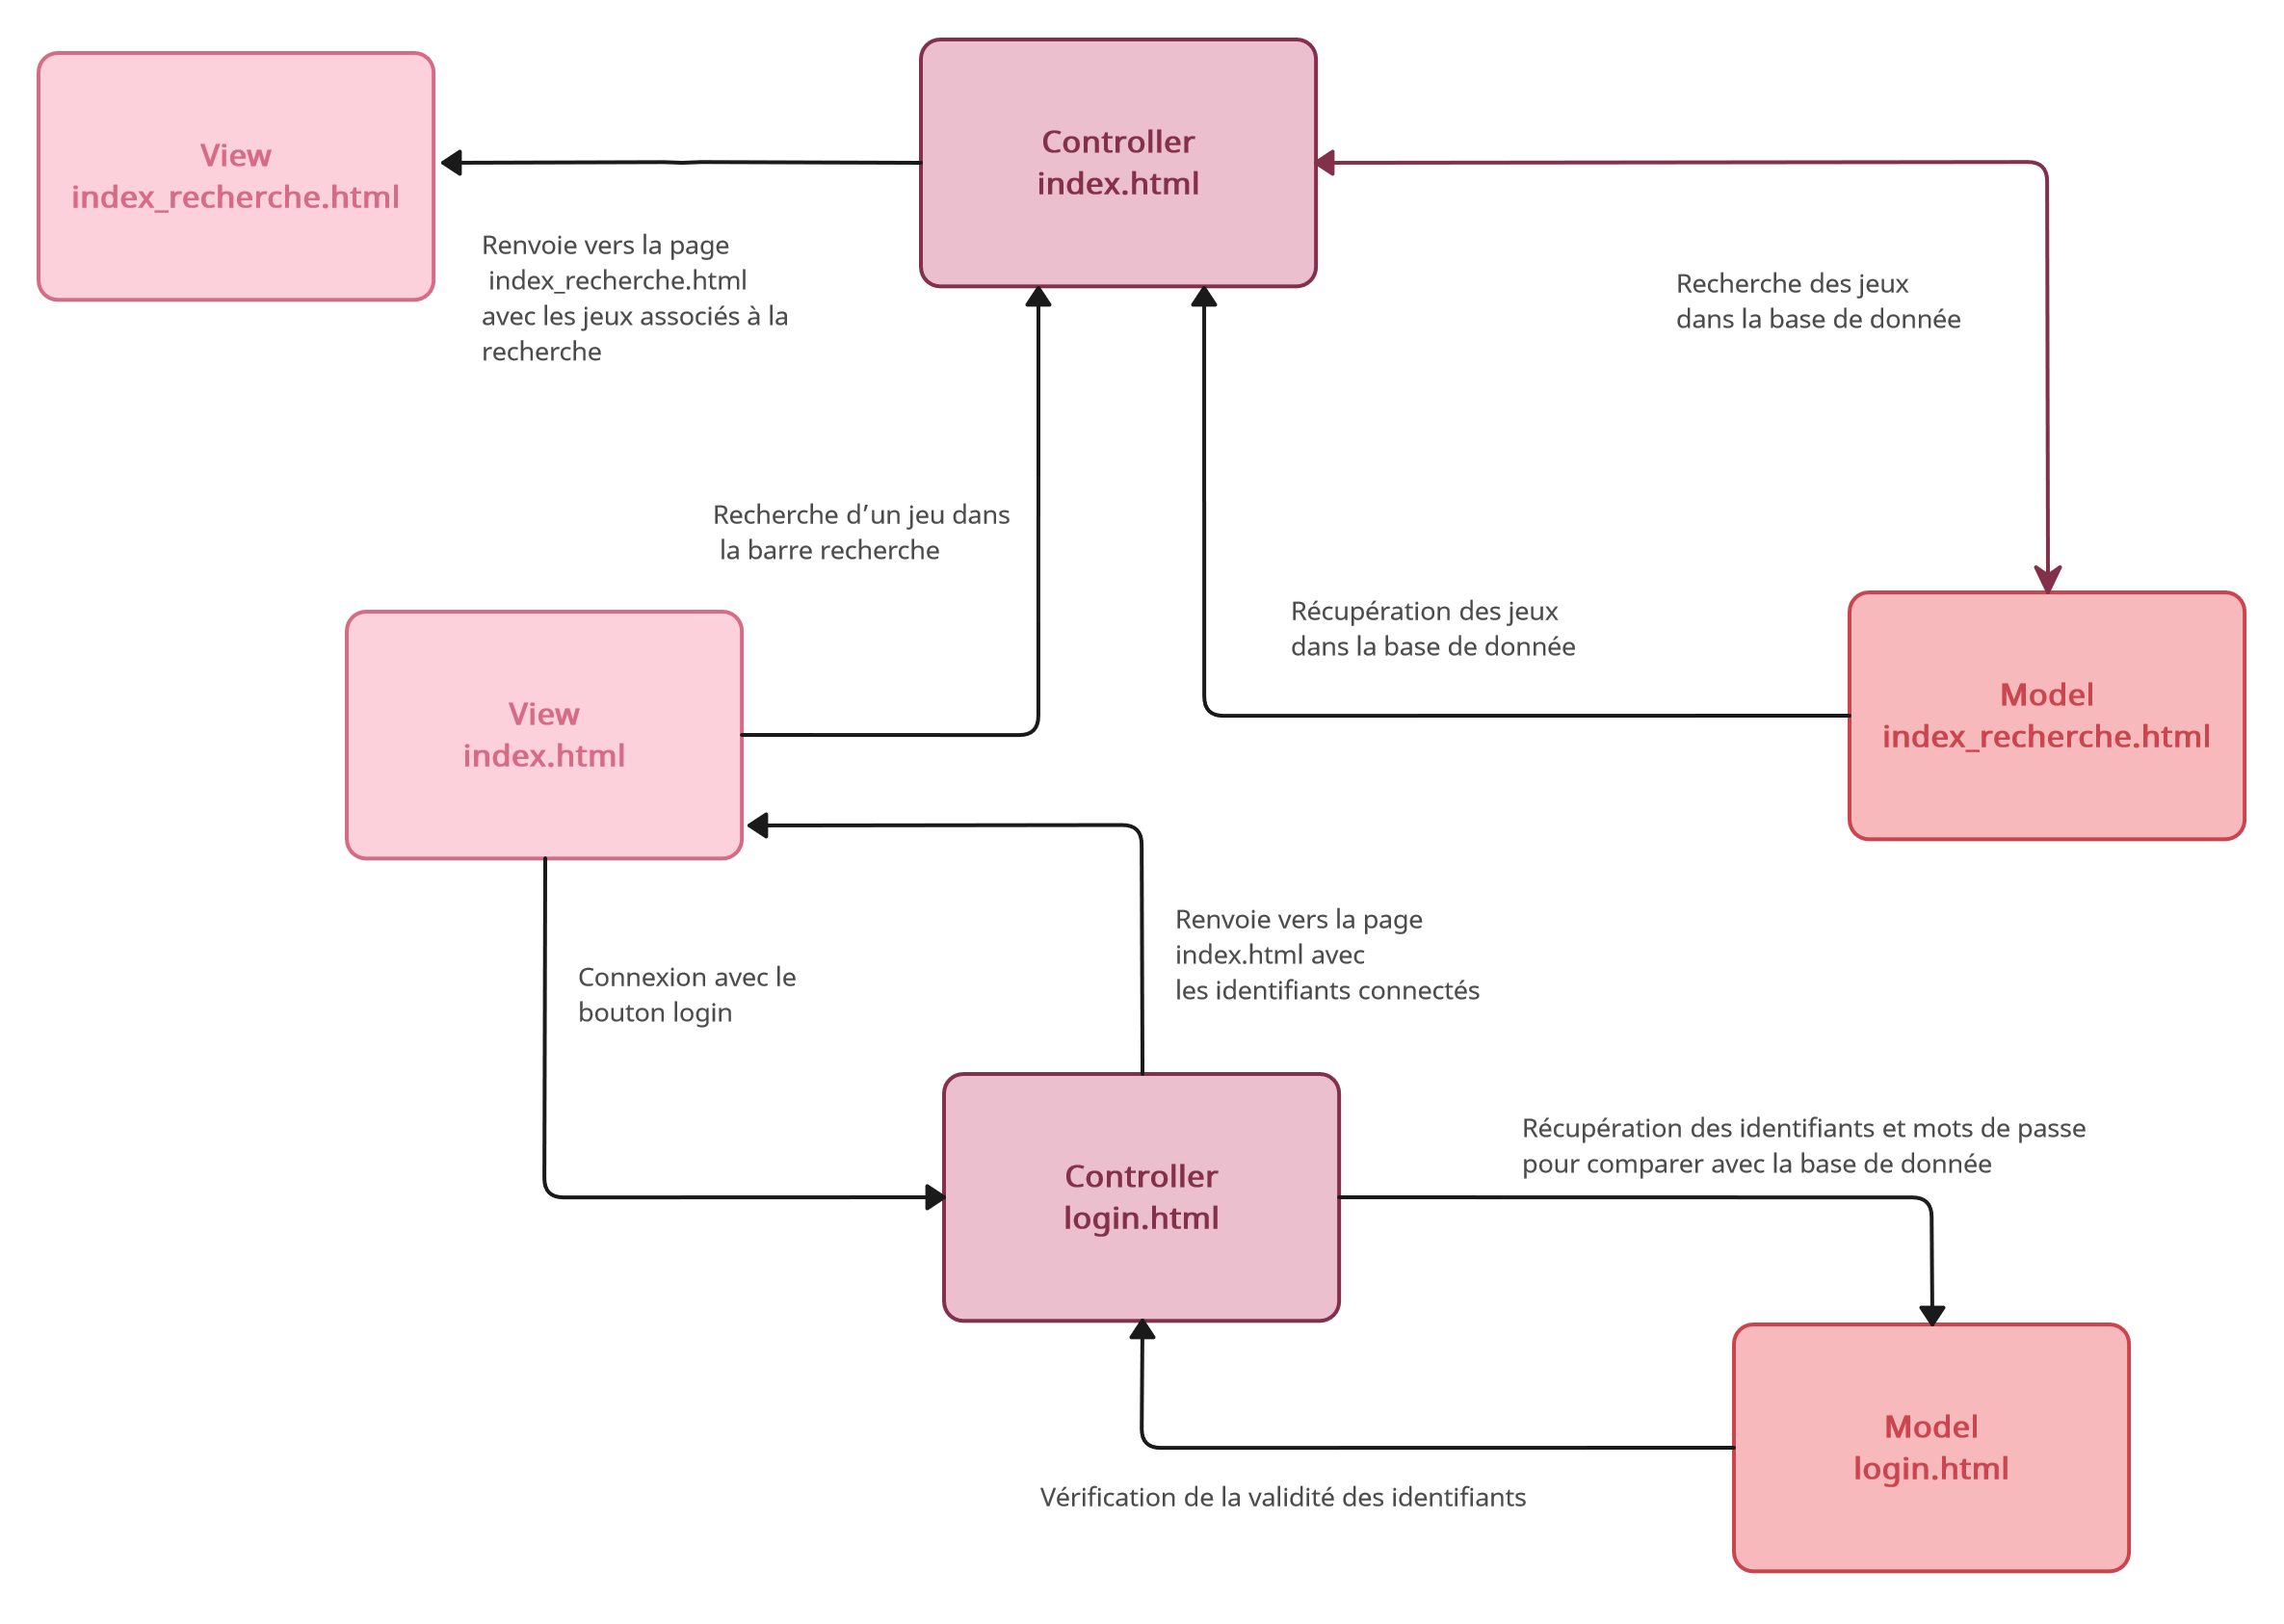 View
index_recherche.html
Controller
index.html
Renvoie vers la page
index_recherche.html
avec les jeux associés à la
recherche
Recherche des jeux
dans la base de donnée
Recherche d’un jeu dans
la barre recherche
Récupération des jeux
dans la base de donnée
View
index.html
Model
index_recherche.html
Renvoie vers la page
index.html avec
les identifiants connectés
Connexion avec le
bouton login
Controller
login.html
Récupération des identifiants et mots de passe
pour comparer avec la base de donnée
Model
login.html
Vérification de la validité des identifiants